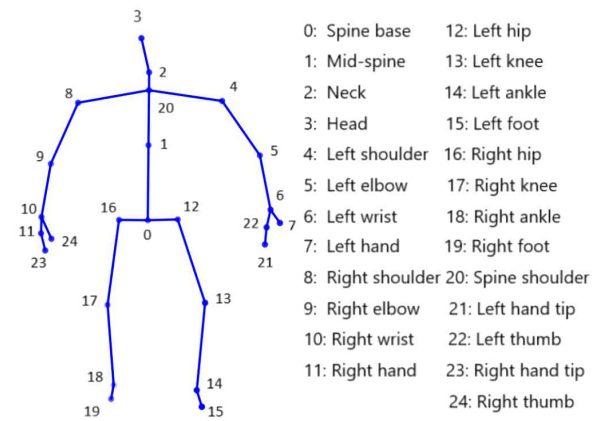 3
2
8
4
20
1
5
9
6
10
16
12
22
7
11
24
0
23
21
17
13
18
14
19
15
0: Spine base
12: Left hip
1: Mid-spine
13: Left knee
2: Neck
14: Left ankle
3: Head
15: Left foot
4: Left shoulder
16: Right hip
5: Left elbow
17: Right knee
6: Left wrist
18: Right ankle
7: Left hand
19: Right foot
8: Right shoulder
20: Spine shoulder
9: Right elbow
21: Left hand tip
10: Right wrist
22: Left thumb
11: Right hand
23: Right hand tip
24: Right thumb